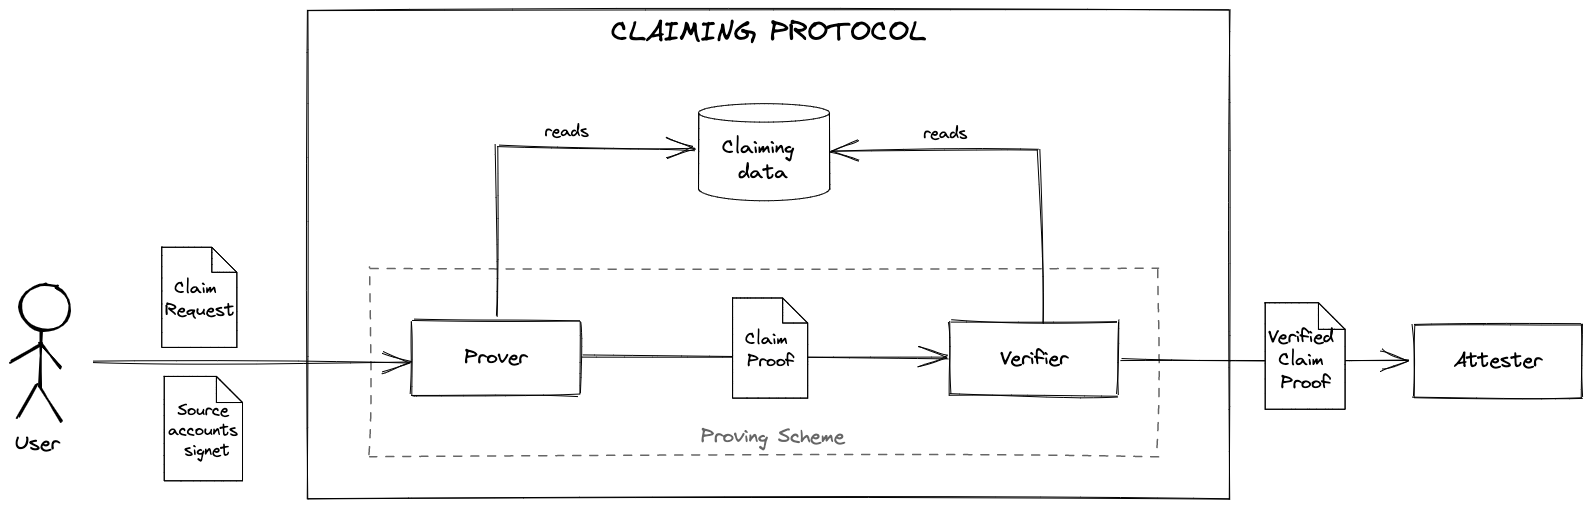 CLAIMING PROTOCOL
reads
Claiming
data
reads
Claim
Request
Source
accounts
signet
User
Prover
Claim
Proof
Verifier
Proving Scheme
Verified
Claim
Proof
Attester